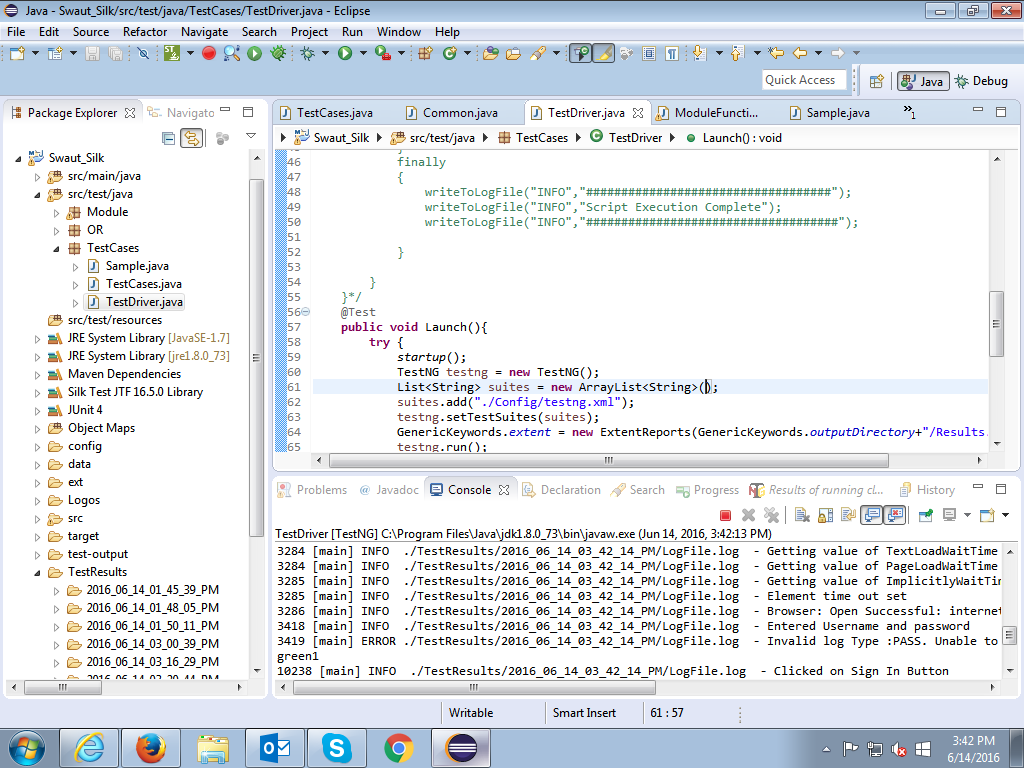 Java - Swaut_Silk/src/test/java/TestCases/TestDriver.java - Eclipse
File Edit Source Refactor Navigate Search Project Run Window Help
Quick Access
Java
Debug
Package Explorer
Navigato
Swaut_Silk
src/main/java
src/test/java
Module
OR
TestCases
Sample.java
TestCases.java
TestDriver.java
src/test/resources
JRE System Library [JavaSE-1.7]
JRE System Library [jre1.8.0_73]
Maven Dependencies
Silk Test JTF 16.5.0 Library
JUnit 4
Object Maps
config
data
ext
Logos
src
target
test-output
TestResults
2016_06_14_01_45_39_PM
2016_06_14_01_48_05_PM
2016_06_14_01_50_11_PM
2016_06_14_03_00_39_PM
2016_06_14_03_16_29_PM
TestCases.java Common.java TestDriver.java ModuleFuncti... Sample.java »1
Swaut_Silk src/test/java TestCases TestDriver Launch() : void
46 finally
47 {
48 writeToLogFile("INFO","###################################");
49 writeToLogFile("INFO","Script Execution Complete");
50 writeToLogFile("INFO","####################################");
51
52 }
53
54 }
55 }*/
56 @Test
57 public void Launch(){
58 try {
59 startup();
60 TestNG testng = new TestNG();
61 List<String> suites = new ArrayList<String>();
62 suites.add("./Config/testng.xml");
63 testng.setTestSuites(suites);
64 GenericKeywords.extent = new ExtentReports(GenericKeywords.outputDirectory+"/Results.
65 testng.run();
Problems @ Javadoc Console Declaration Search Progress Results of running cl... History
TestDriver [TestNG] C:\Program Files\Java\jdk1.8.0_73\bin\javaw.exe (Jun 14, 2016, 3:42:13 PM)
3284 [main] INFO ./TestResults/2016_06_14_03_42_14_PM/LogFile.log - Getting value of TextLoadWaitTime
3284 [main] INFO ./TestResults/2016_06_14_03_42_14_PM/LogFile.log - Getting value of PageLoadWaitTime
3285 [main] INFO ./TestResults/2016_06_14_03_42_14_PM/LogFile.log - Getting value of ImplicitlyWaitTim
3285 [main] INFO ./TestResults/2016_06_14_03_42_14_PM/LogFile.log - Element time out set
3286 [main] INFO ./TestResults/2016_06_14_03_42_14_PM/LogFile.log - Browser: Open Successful: internet
3418 [main] INFO ./TestResults/2016_06_14_03_42_14_PM/LogFile.log - Entered Username and password
3419 [main] ERROR ./TestResults/2016_06_14_03_42_14_PM/LogFile.log - Invalid log Type :PASS. Unable to
green1
10238 [main] INFO ./TestResults/2016_06_14_03_42_14_PM/LogFile.log - Clicked on Sign In Button
Writable Smart Insert 61 : 57
3:42 PM
6/14/2016